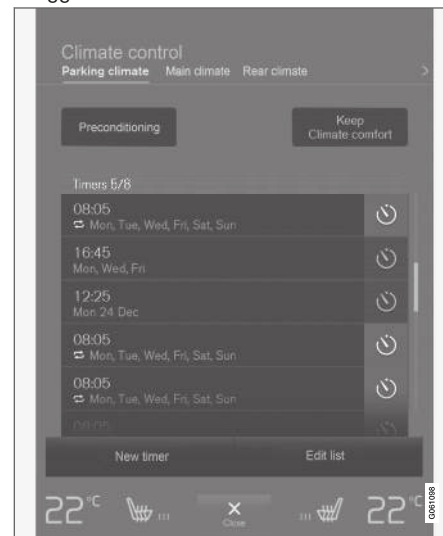 Climate control
Parking climate Main climate Rear climate >
Preconditioning
Keep
Climate comfort
Timers 5/8
08:05
Mon, Tue, Wed, Fri, Sat, Sun
16:45
Mon, Wed, Fri
12:25
Mon 24 Dec
08:05
Mon, Tue, Wed, Fri, Sat, Sun
08:05
Mon, Tue, Wed, Fri, Sat, Sun
New timer Edit list
22°C
Close
22°C
G061098